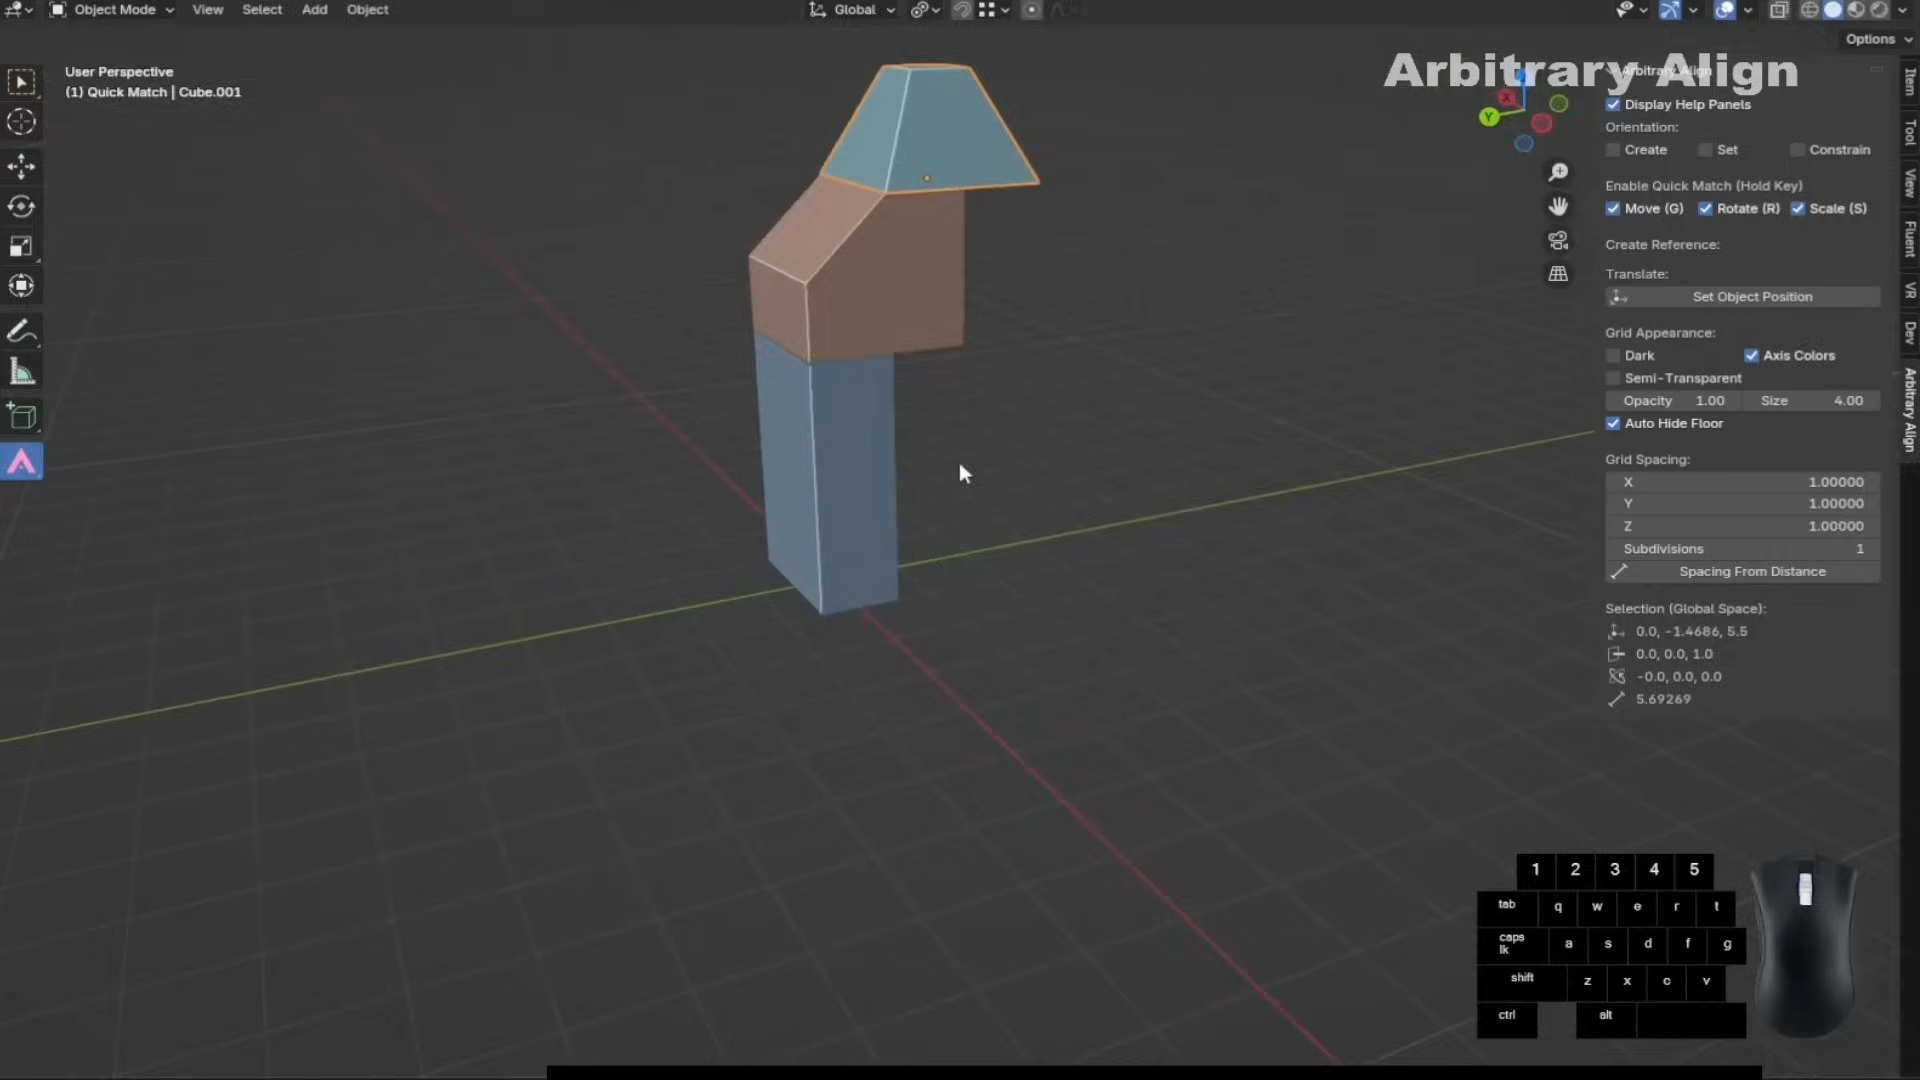 Object Mode View Select Add Object Global
Options
User Perspective
(1) Quick Match | Cube.001
Arbitrary Align
Arbitrary Align
Display Help Panels
Orientation:
Create Set Constrain
Enable Quick Match (Hold Key)
Move (G) Rotate (R) Scale (S)
Create Reference:
Translate:
Set Object Position
Grid Appearance:
Dark Axis Colors
Semi-Transparent
Opacity 1.00 Size 4.00
Auto Hide Floor
Grid Spacing:
X 1.00000
Y 1.00000
Z 1.00000
Subdivisions 1
Spacing From Distance
Selection (Global Space):
0.0, -1.4686, 5.5
0.0, 0.0, 1.0
-0.0, 0.0, 0.0
5.69269
X
Y
Item
Tool
View
Fluent
VR
Dev
Arbitrary Align
1 2 3 4 5
tab q w e r t
caps lk a s d f g
shift z x c v
ctrl alt